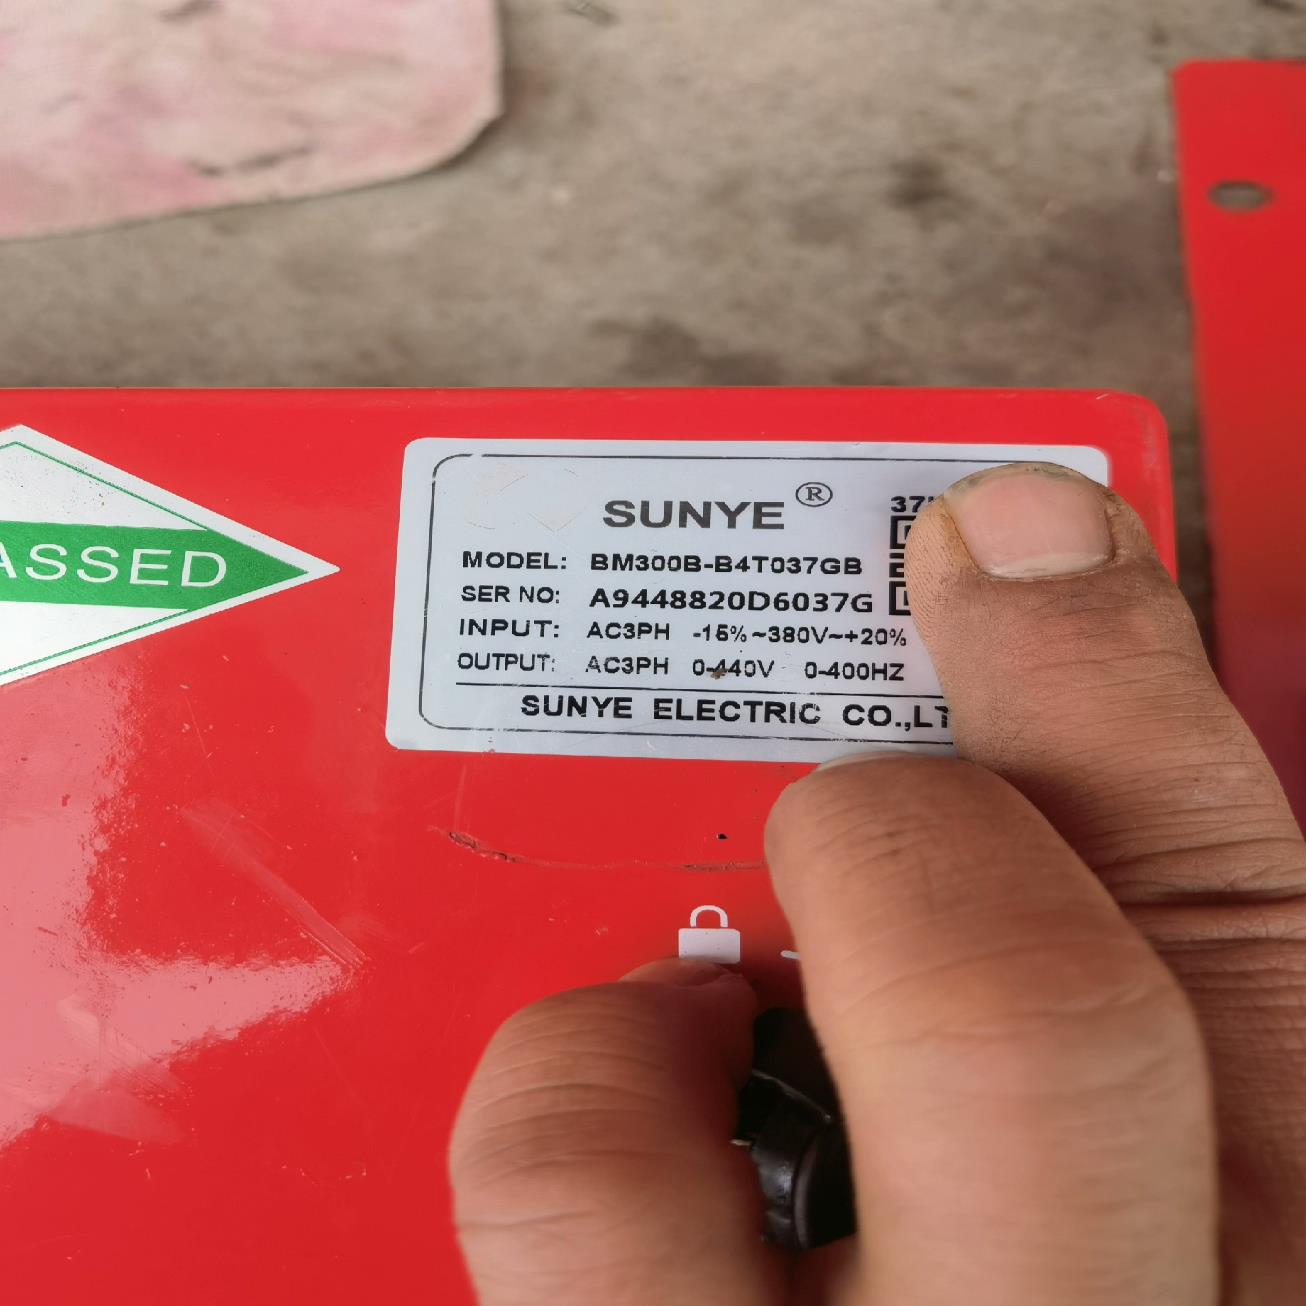 ASSED
SUNYE®
37
MODEL: BM300B-B4T037GB
SER NO: A9448820D6037G
INPUT: AC3PH -15%~380V~+20%
OUTPUT: AC3PH 0-440V 0-400HZ
SUNYE ELECTRIC CO.,LT